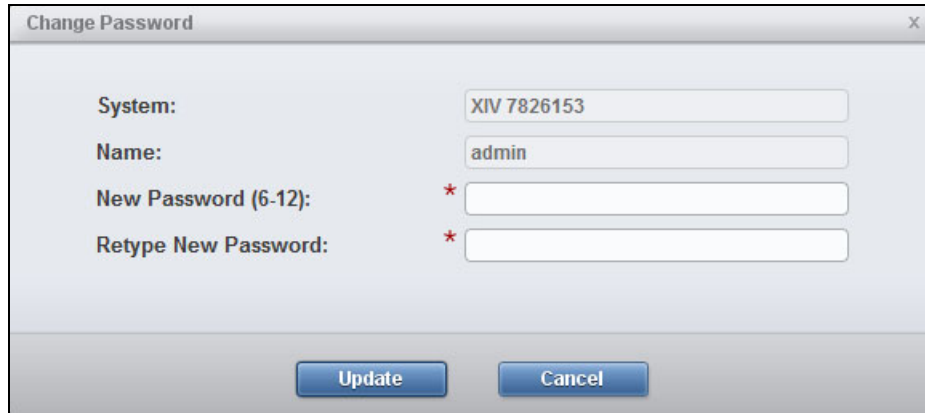 Change Password x
System: XIV 7826153
Name: admin
New Password (6-12): *
Retype New Password: *
Update Cancel